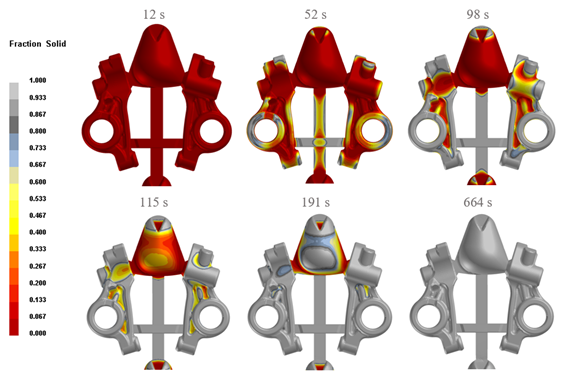 12 s
52 s
98 s
Fraction Solid
1.000
0.933
0.867
0.800
0.733
0.667
0.600
0.533
0.467
0.400
0.333
0.267
0.200
0.133
0.067
0.000
115 s
191 s
664 s